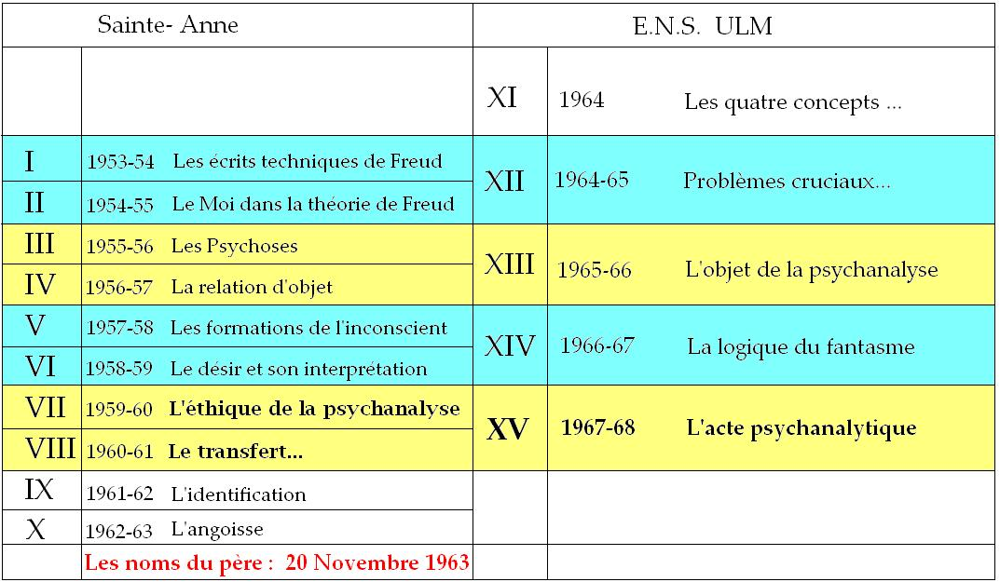 Sainte- Anne
E.N.S. ULM
XI 1964 Les quatre concepts ...
I 1953-54 Les écrits techniques de Freud
II 1954-55 Le Moi dans la théorie de Freud
XII 1964-65 Problèmes cruciaux...
III 1955-56 Les Psychoses
IV 1956-57 La relation d'objet
XIII 1965-66 L'objet de la psychanalyse
V 1957-58 Les formations de l'inconscient
VI 1958-59 Le désir et son interprétation
XIV 1966-67 La logique du fantasme
VII 1959-60 L'éthique de la psychanalyse
VIII 1960-61 Le transfert...
XV 1967-68 L'acte psychanalytique
IX 1961-62 L'identification
X 1962-63 L'angoisse
Les noms du père : 20 Novembre 1963